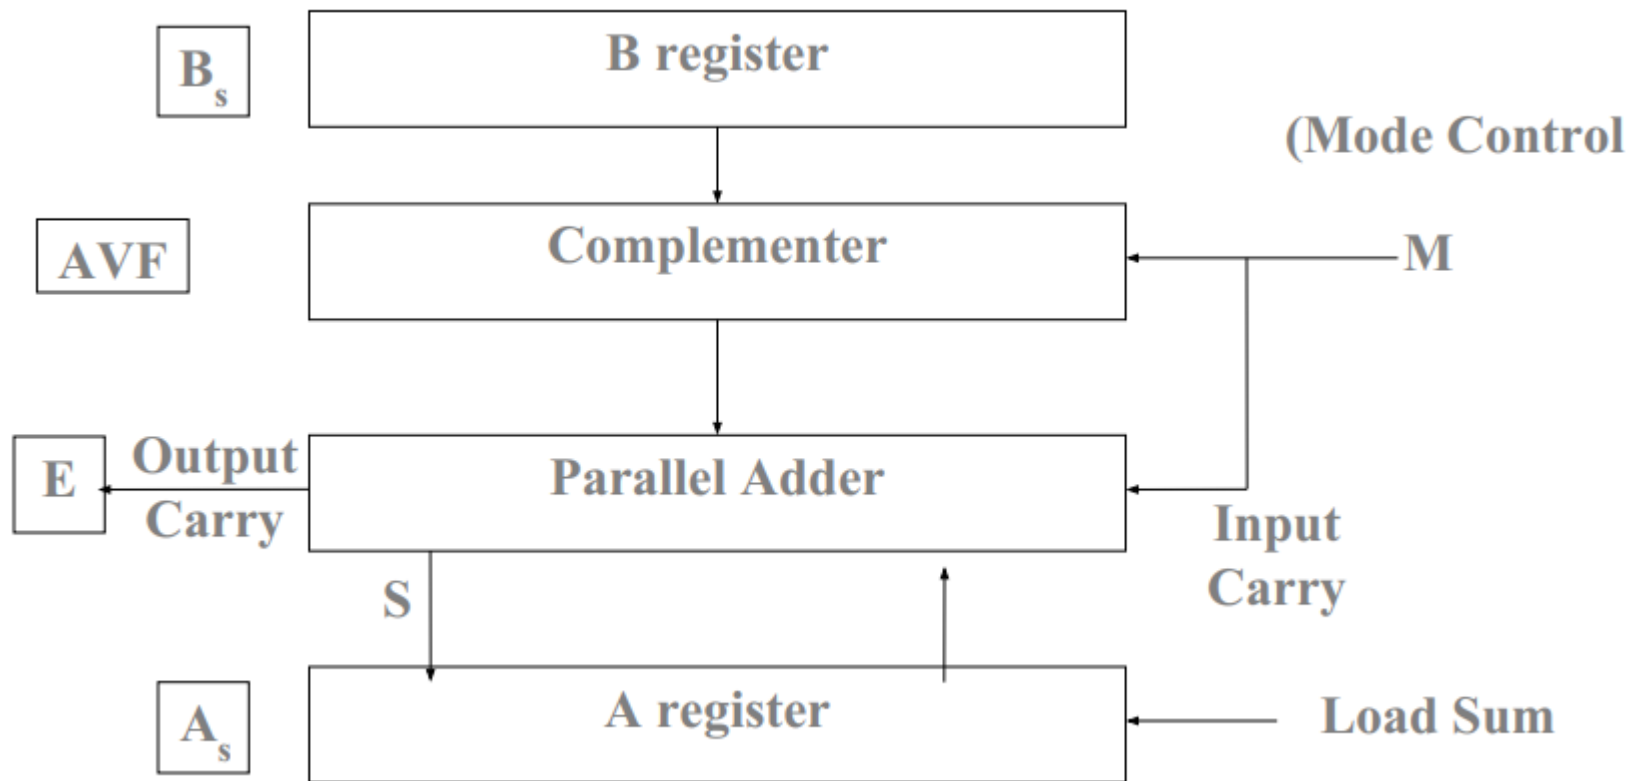 B register
Bs
(Mode Control
Complementer
AVF
M
Output
Carry
E
Parallel Adder
Input
Carry
S
A register
As
Load Sum